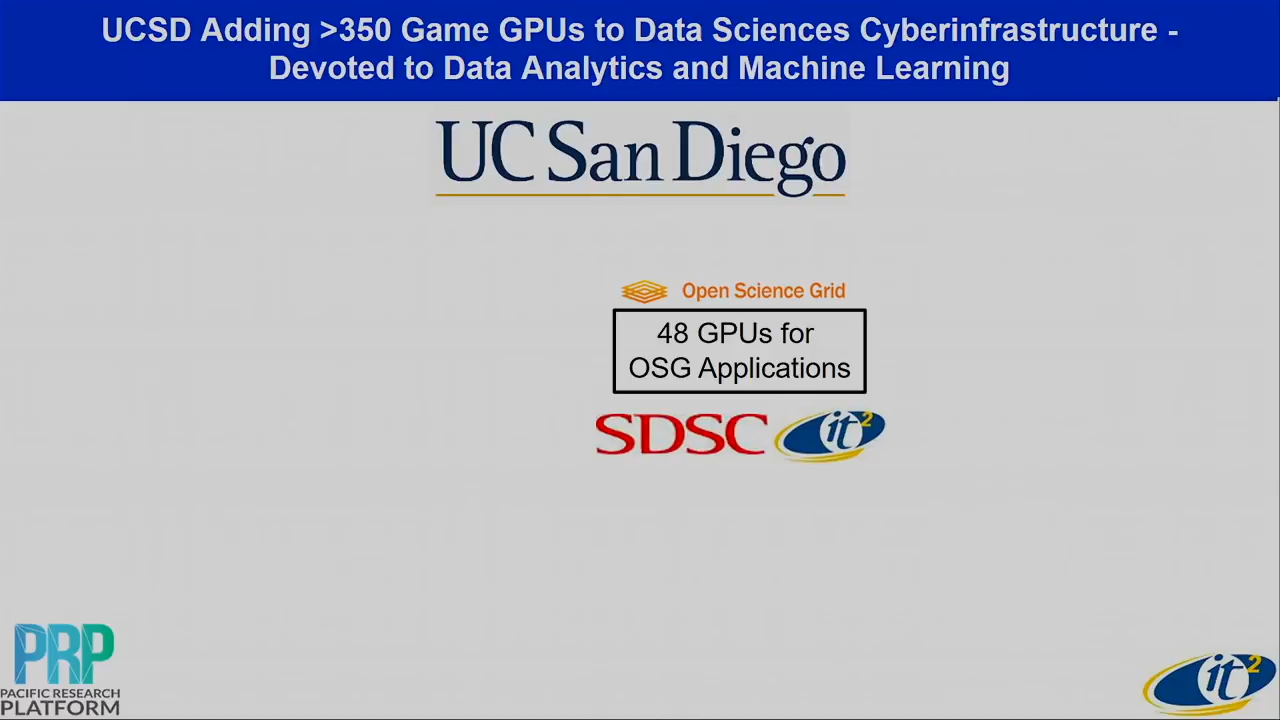 UCSD Adding >350 Game GPUs to Data Sciences Cyberinfrastructure -
Devoted to Data Analytics and Machine Learning
UC San Diego
Open Science Grid
48 GPUs for
OSG Applications
SDSC it2
PRP
PACIFIC RESEARCH
PLATFORM
it2